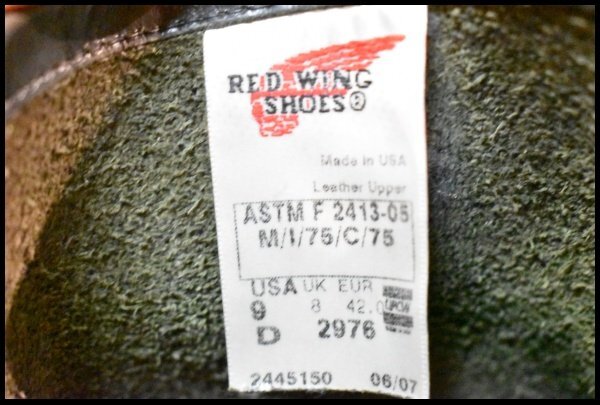 RED WING
SHOES®
Made in USA
Leather Upper
ASTM F 2413-05
M/I/75/C/75
USA UK EUR
9 8 42.0
D 2976
2445150 06/07